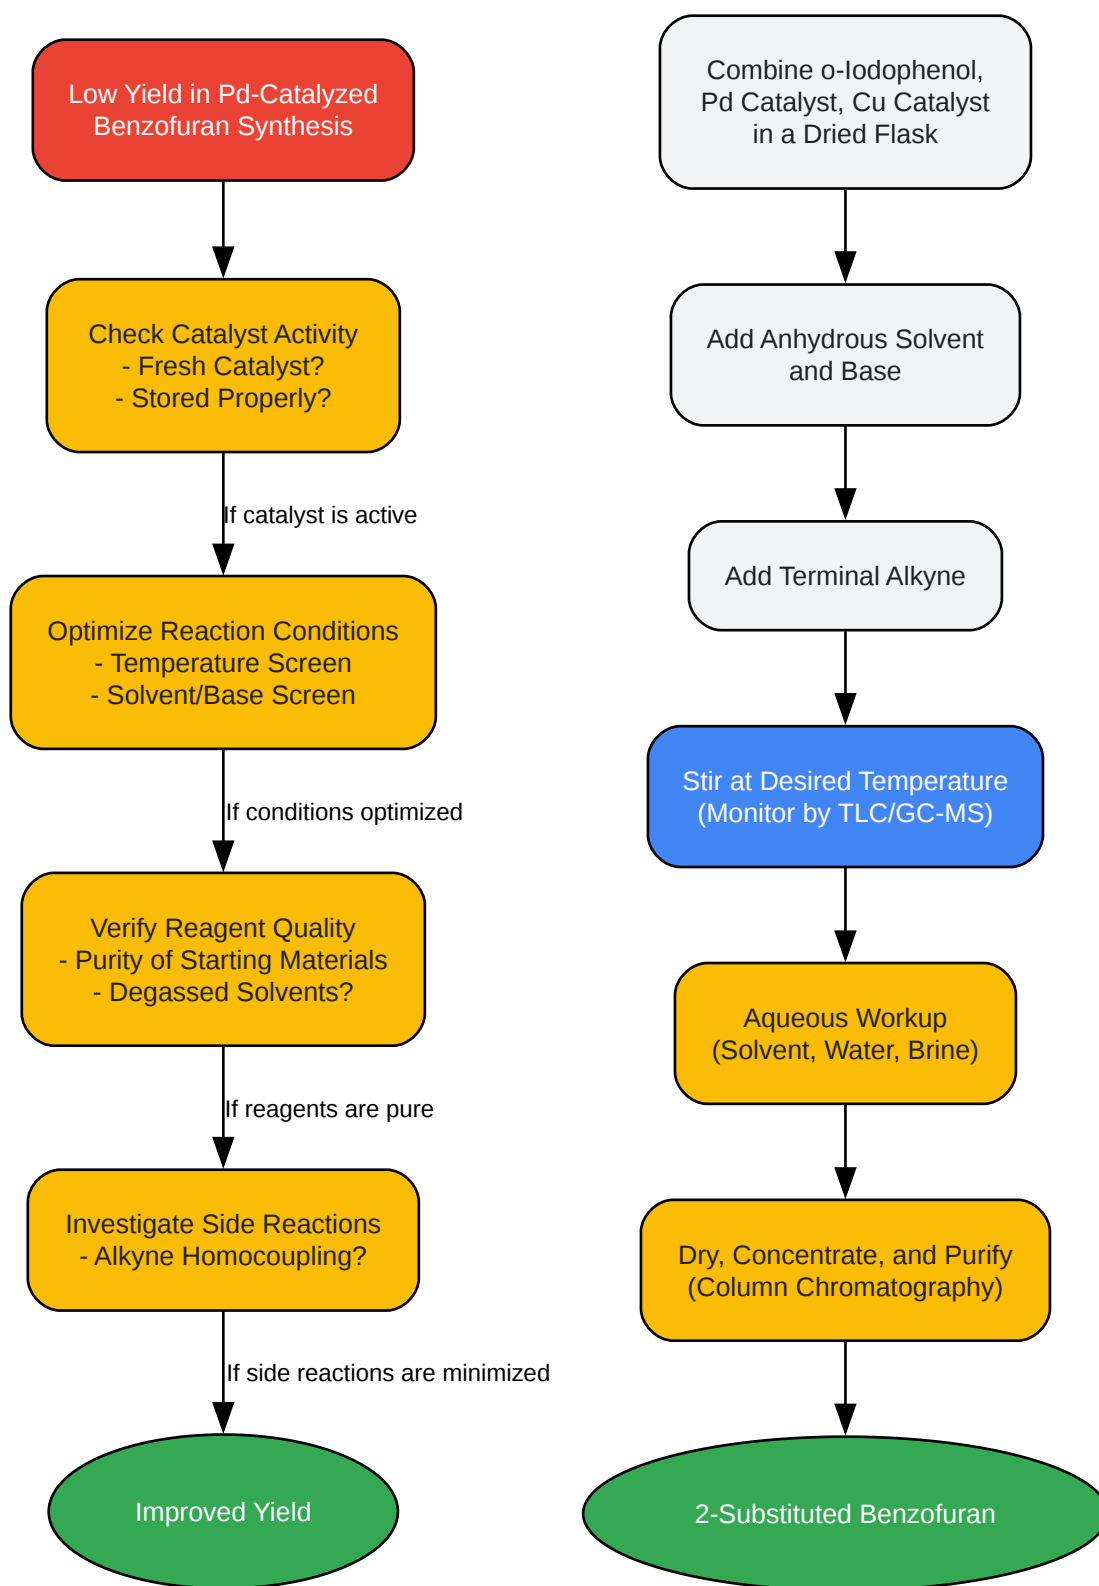 Low Yield in Pd-Catalyzed
Benzofuran Synthesis
Check Catalyst Activity
- Fresh Catalyst?
- Stored Properly?
If catalyst is active
Optimize Reaction Conditions
- Temperature Screen
- Solvent/Base Screen
If conditions optimized
Verify Reagent Quality
- Purity of Starting Materials
- Degassed Solvents?
If reagents are pure
Investigate Side Reactions
- Alkyne Homocoupling?
If side reactions are minimized
Improved Yield
Combine o-Iodophenol,
Pd Catalyst, Cu Catalyst
in a Dried Flask
Add Anhydrous Solvent
and Base
Add Terminal Alkyne
Stir at Desired Temperature
(Monitor by TLC/GC-MS)
Aqueous Workup
(Solvent, Water, Brine)
Dry, Concentrate, and Purify
(Column Chromatography)
2-Substituted Benzofuran